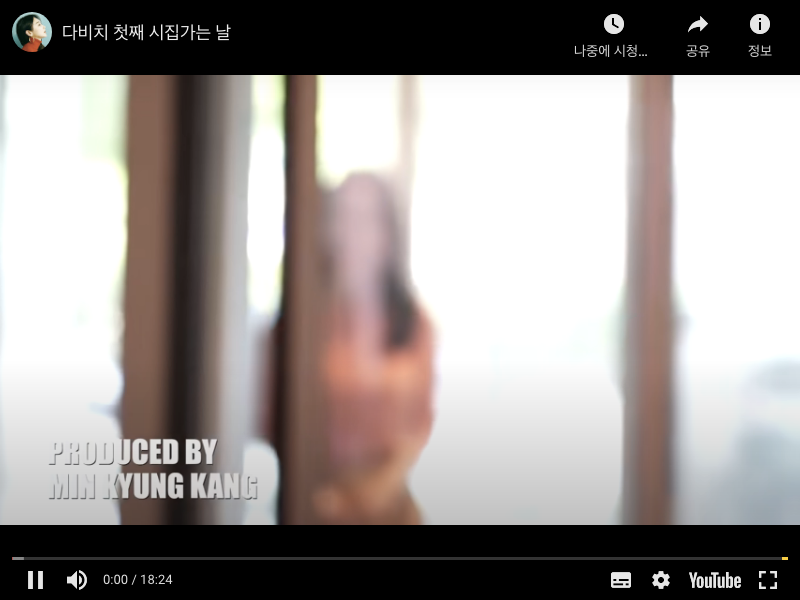 다비치 첫째 시집가는 날
나중에 시청...
공유
정보
PRODUCED BY
MIN KYUNG KANG
0:00 / 18:24
YouTube